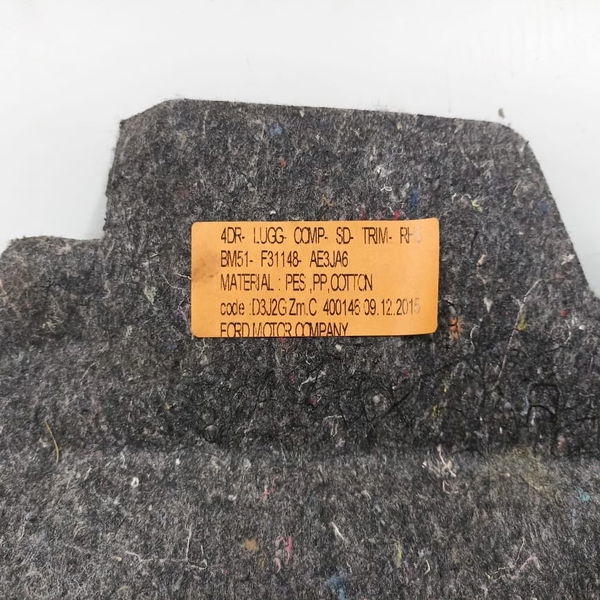 4DR- LUGG- COMP- SD- TRIM- RHS
BM51- F31148- AE3JA6
MATERIAL : PES ,PP,COTTON
code :D3J2G Zm.C 400146 09.12.2015
FORD MOTOR COMPANY